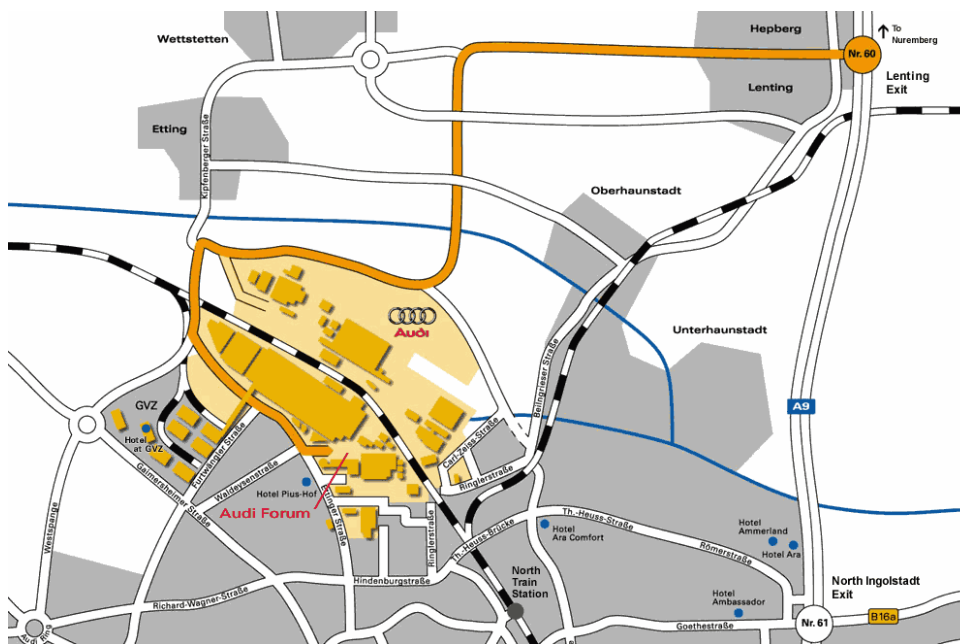 Wettstetten
Hepberg
To
Nuremberg
Nr. 60
Lenting
Exit
Lenting
Etting
Kipfenberger Straße
Oberhaunstadt
Audi
Unterhaunstadt
Beilngrieser Straße
A9
GVZ
Hotel
at GVZ
Furtwängler Straße
Carl-Zeiss-Straße
Waldeysenstraße
Ringlerstraße
Gaimersheimer Straße
Hotel Pius-Hof
Ettinger Straße
Audi Forum
Th.-Heuss-Straße
Th.-Heuss-Brücke
Hotel
Ara Comfort
Hotel
Ammerland
Hotel Ara
Römerstraße
Westspange
Ringlerstraße
North
Train
Station
Hindenburgstraße
North Ingolstadt
Exit
Richard-Wagner-Straße
Hotel
Ambassador
B16a
Goethestraße
Nr. 61
Audi Ring